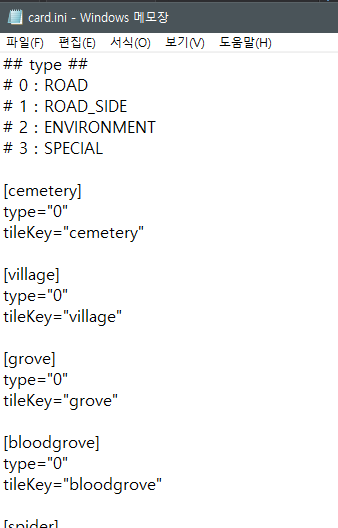 card.ini - Windows 메모장
파일(F) 편집(E) 서식(O) 보기(V) 도움말(H)
## type ##
# 0 : ROAD
# 1 : ROAD_SIDE
# 2 : ENVIRONMENT
# 3 : SPECIAL
[cemetery]
type="0"
tileKey="cemetery"
[village]
type="0"
tileKey="village"
[grove]
type="0"
tileKey="grove"
[bloodgrove]
type="0"
tileKey="bloodgrove"
[spider]